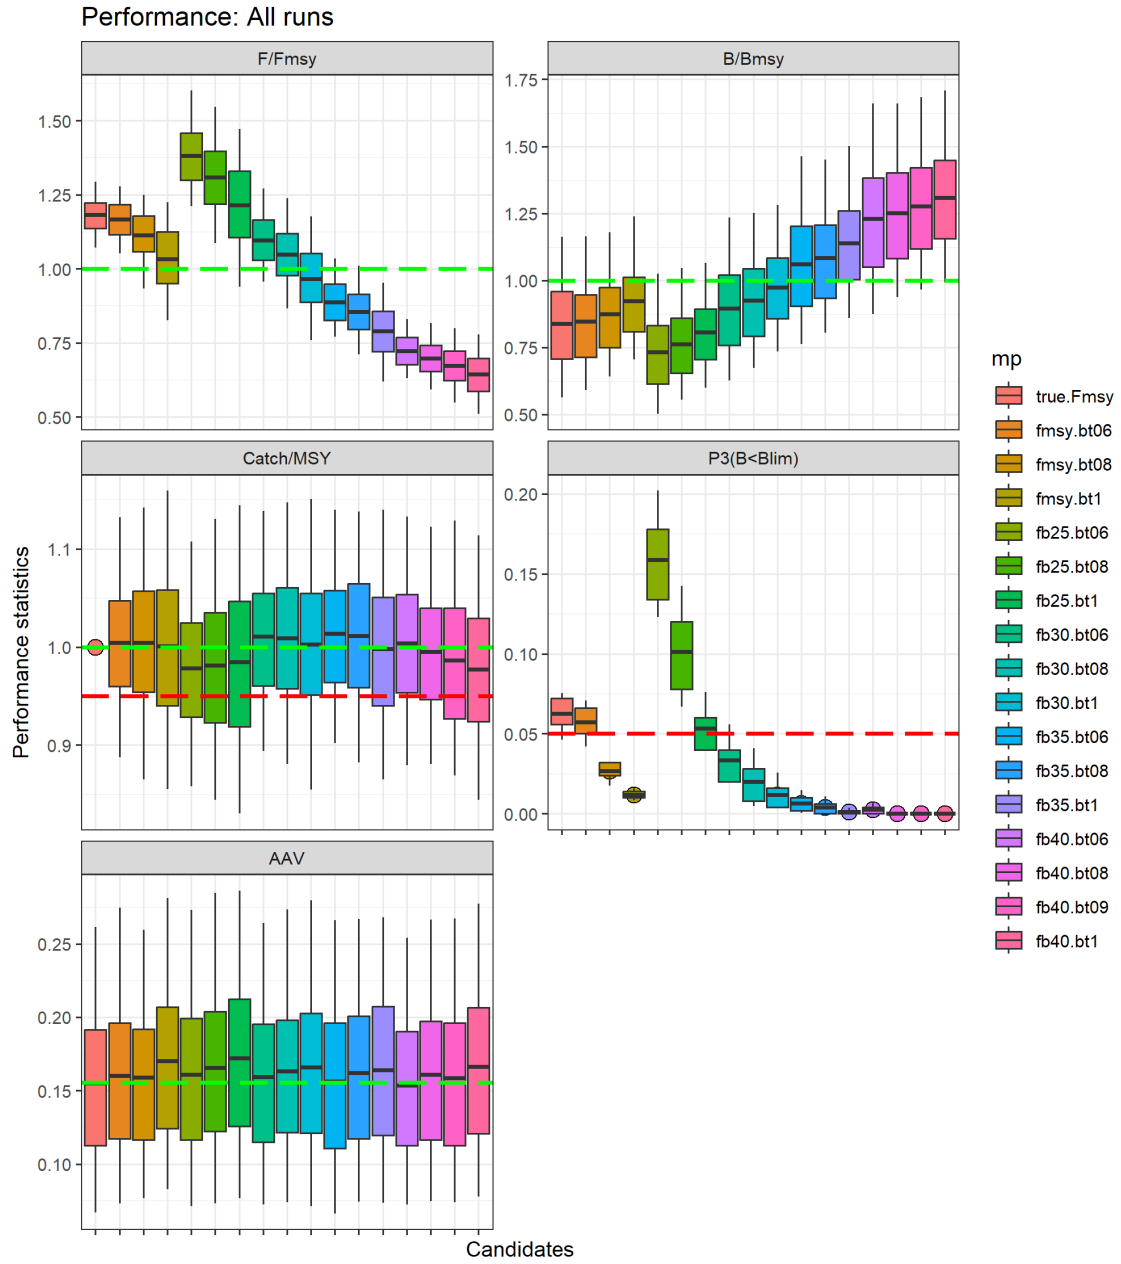 Performance: All runs
F/Fmsy
B/Bmsy
1.50
1.25
1.00
0.75
0.50
1.75
1.50
1.25
1.00
0.75
0.50
Catch/MSY
P3(B<Blim)
1.1
1.0
0.9
0.20
0.15
0.10
0.05
0.00
AAV
0.25
0.20
0.15
0.10
Performance statistics
Candidates
mp
true.Fmsy
fmsy.bt06
fmsy.bt08
fmsy.bt1
fb25.bt06
fb25.bt08
fb25.bt1
fb30.bt06
fb30.bt08
fb30.bt1
fb35.bt06
fb35.bt08
fb35.bt1
fb40.bt06
fb40.bt08
fb40.bt09
fb40.bt1